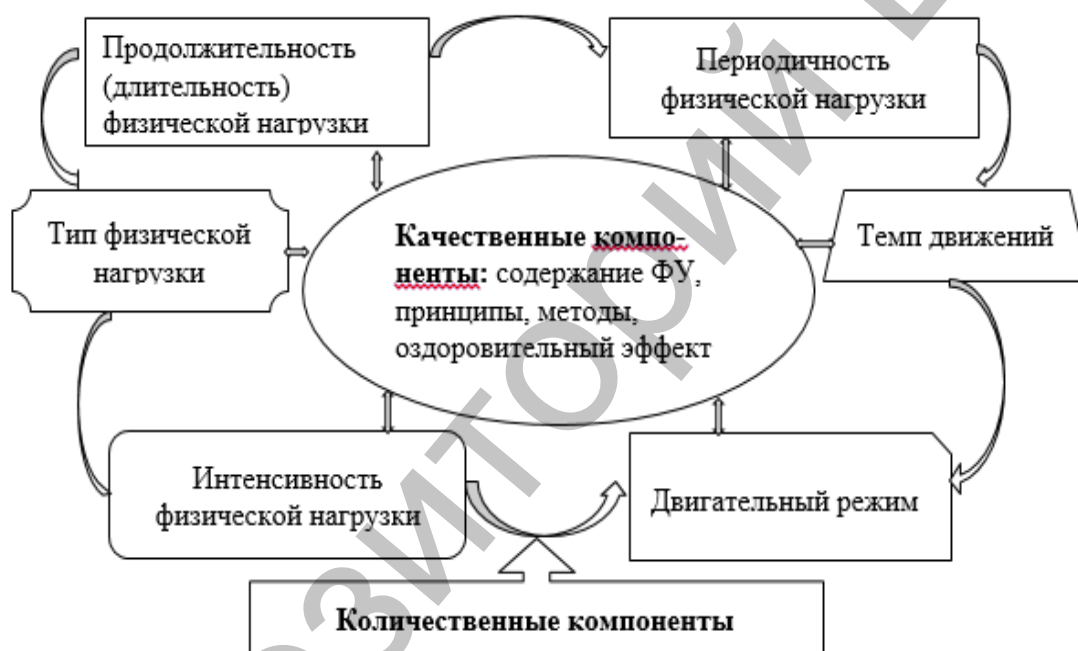 Продолжительность
(длительность)
физической нагрузки
Периодичность
физической нагрузки
Тип физической
нагрузки
Качественные компо-
ненты: содержание ФУ,
принципы, методы,
оздоровительный эффект
Темп движений
Интенсивность
физической нагрузки
Двигательный режим
Количественные компоненты